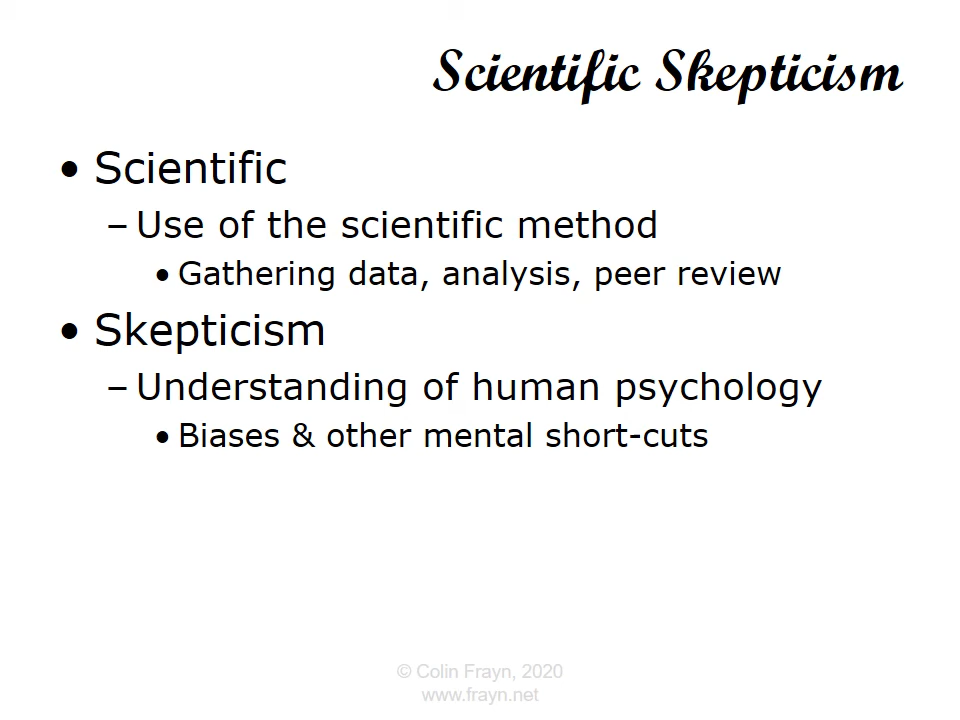 Scientific Skepticism
• Scientific
– Use of the scientific method
• Gathering data, analysis, peer review
• Skepticism
– Understanding of human psychology
• Biases & other mental short-cuts
© Colin Frayn, 2020
www.frayn.net